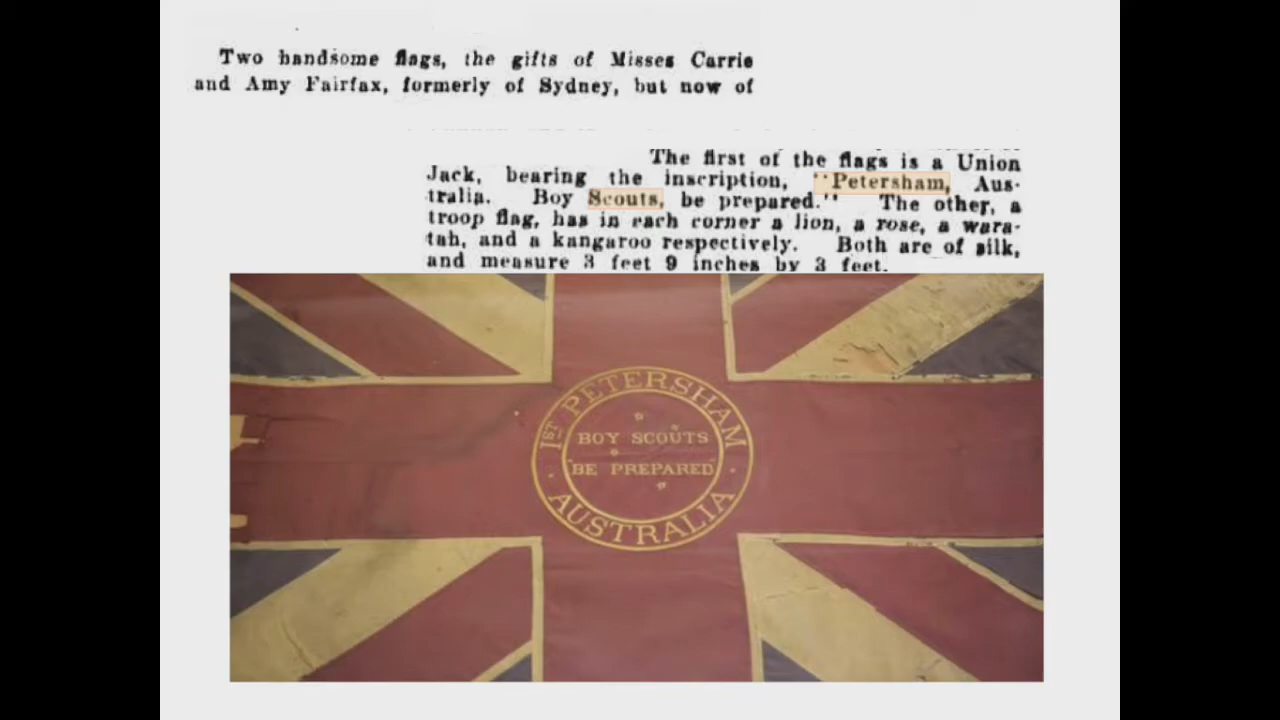 Two handsome flags, the gifts of Misses Carrie
and Amy Fairfax, formerly of Sydney, but now of
The first of the flags is a Union
Jack, bearing the inscription, "Petersham, Aus-
tralia. Boy Scouts, be prepared." The other, a
troop flag, has in each corner a lion, a rose, a wara-
tah, and a kangaroo respectively. Both are of silk,
and measure 3 feet 9 inches by 3 feet.
1ST PETERSHAM
BOY SCOUTS
"BE PREPARED"
AUSTRALIA